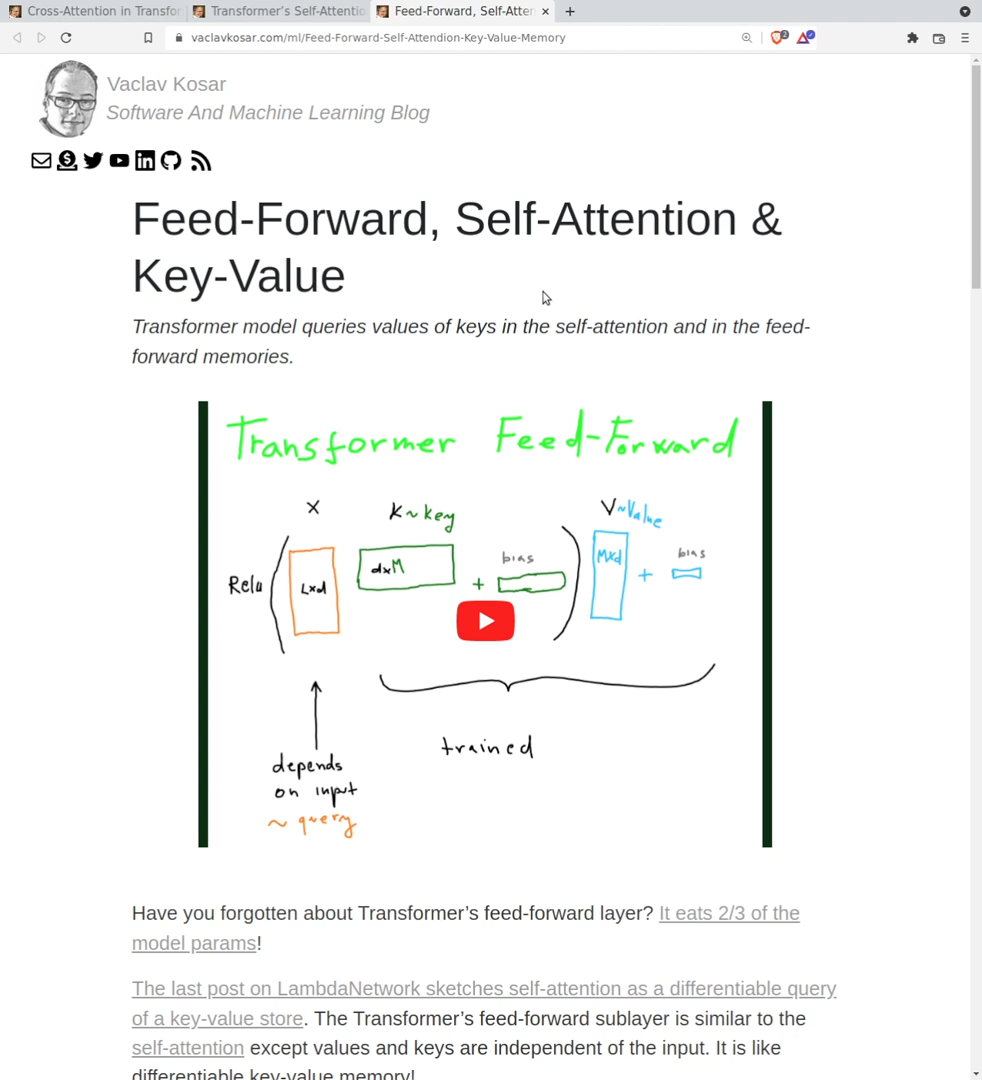 Cross-Attention in Transfor
Transformer's Self-Attentio
Feed-Forward, Self-Atten
vaclavkosar.com/ml/Feed-Forward-Self-Attendion-Key-Value-Memory
2
Vaclav Kosar
Software And Machine Learning Blog
Feed-Forward, Self-Attention &
Key-Value
Transformer model queries values of keys in the self-attention and in the feed-
forward memories.
Transformer Feed-Forward
X K~key V~Value
Relu ( Lxd dxM + bias ) Mxd + bias
depends
on input
~ query
trained
Have you forgotten about Transformer's feed-forward layer? It eats 2/3 of the
model params!
The last post on LambdaNetwork sketches self-attention as a differentiable query
of a key-value store. The Transformer's feed-forward sublayer is similar to the
self-attention except values and keys are independent of the input. It is like
differentiable key-value memory!